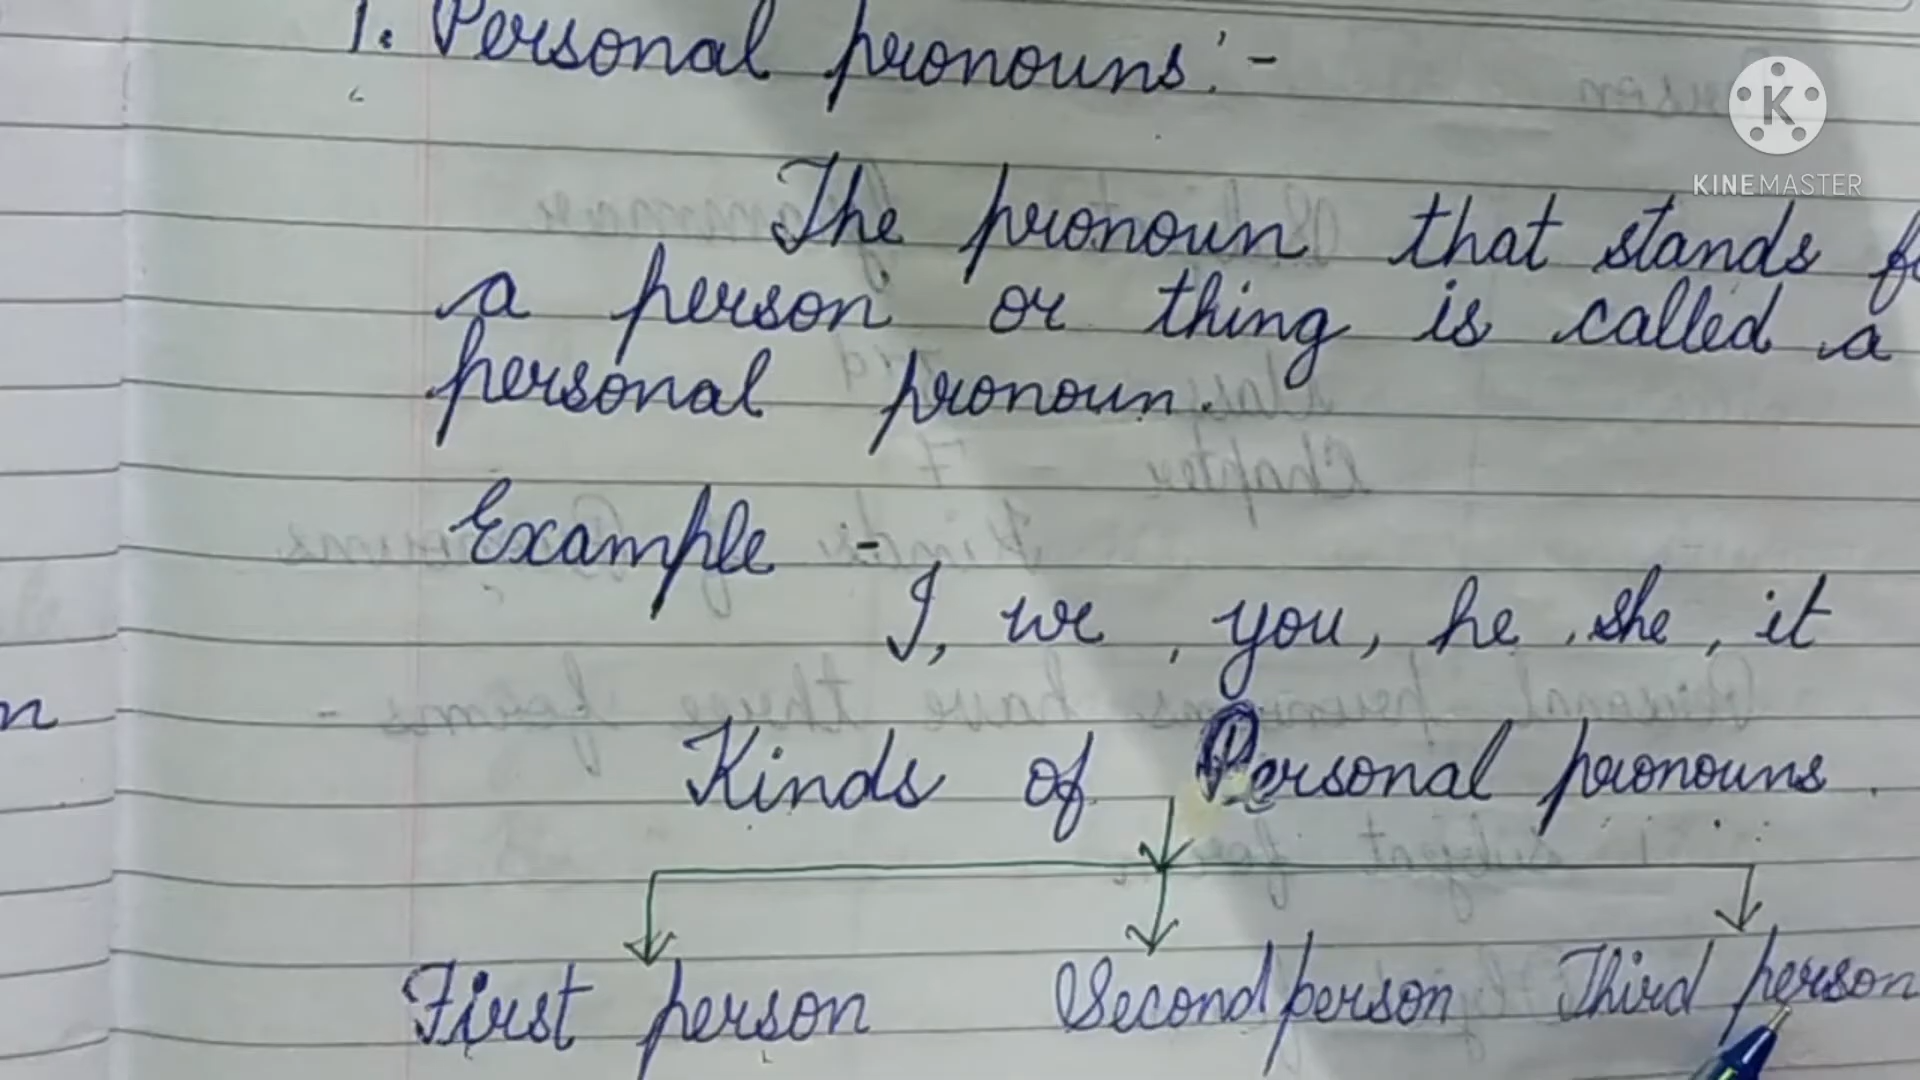 1. Personal pronouns :-
KINEMASTER
The pronoun that stands
a person or thing is called a
personal pronoun.
Example -
I, we , you, he , she , it
n
Kinds of Personal pronouns .
First person Second person Third person